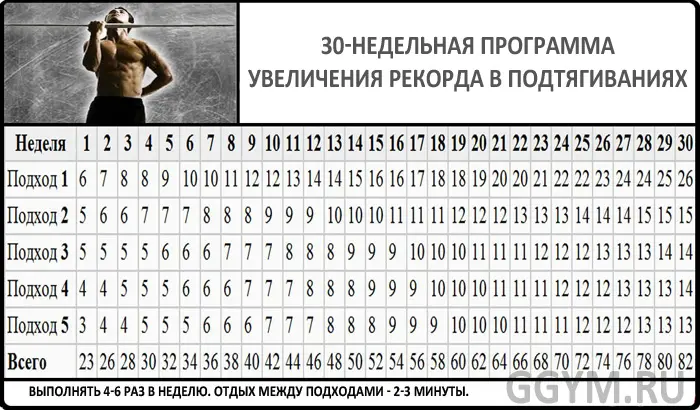 30-НЕДЕЛЬНАЯ ПРОГРАММА
УВЕЛИЧЕНИЯ РЕКОРДА В ПОДТЯГИВАНИЯХ
Неделя 1 2 3 4 5 6 7 8 9 10 11 12 13 14 15 16 17 18 19 20 21 22 23 24 25 26 27 28 29 30
Подход 1 6 7 8 8 9 10 10 11 12 12 13 14 14 15 16 16 17 18 18 19 20 20 21 22 22 23 24 24 25 26
Подход 2 5 6 6 7 7 7 8 8 8 9 9 9 10 10 10 11 11 11 12 12 12 13 13 13 14 14 14 15 15 15
Подход 3 5 5 5 5 6 6 6 7 7 7 8 8 8 9 9 9 10 10 10 11 11 11 12 12 12 13 13 13 14 14
Подход 4 4 4 5 5 5 6 6 6 7 7 7 8 8 8 9 9 9 10 10 10 11 11 11 12 12 12 13 13 13 14
Подход 5 3 4 4 5 5 5 6 6 6 7 7 7 8 8 8 9 9 9 10 10 10 11 11 11 12 12 12 13 13 13
Всего 23 26 28 30 32 34 36 38 40 42 44 46 48 50 52 54 56 58 60 62 64 66 68 70 72 74 76 78 80 82
ВЫПОЛНЯТЬ 4-6 РАЗ В НЕДЕЛЮ. ОТДЫХ МЕЖДУ ПОДХОДАМИ - 2-3 МИНУТЫ.
GGYM.RU